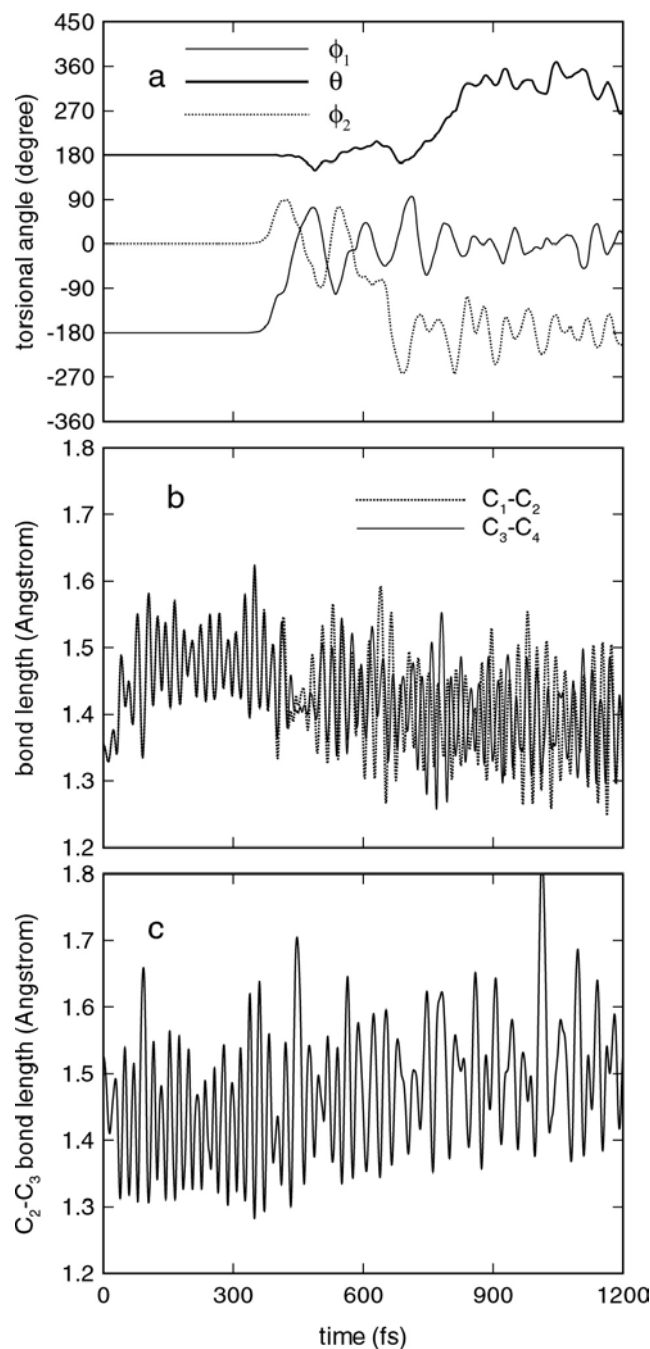 450
360
270
180
90
0
-90
-180
-270
-360
torsional angle (degree)
a
ϕ1
θ
ϕ2
1.8
1.7
1.6
1.5
1.4
1.3
1.2
bond length (Angstrom)
b
C1-C2
C3-C4
1.8
1.7
1.6
1.5
1.4
1.3
1.2
C2-C3 bond length (Angstrom)
c
0 300 600 900 1200
time (fs)